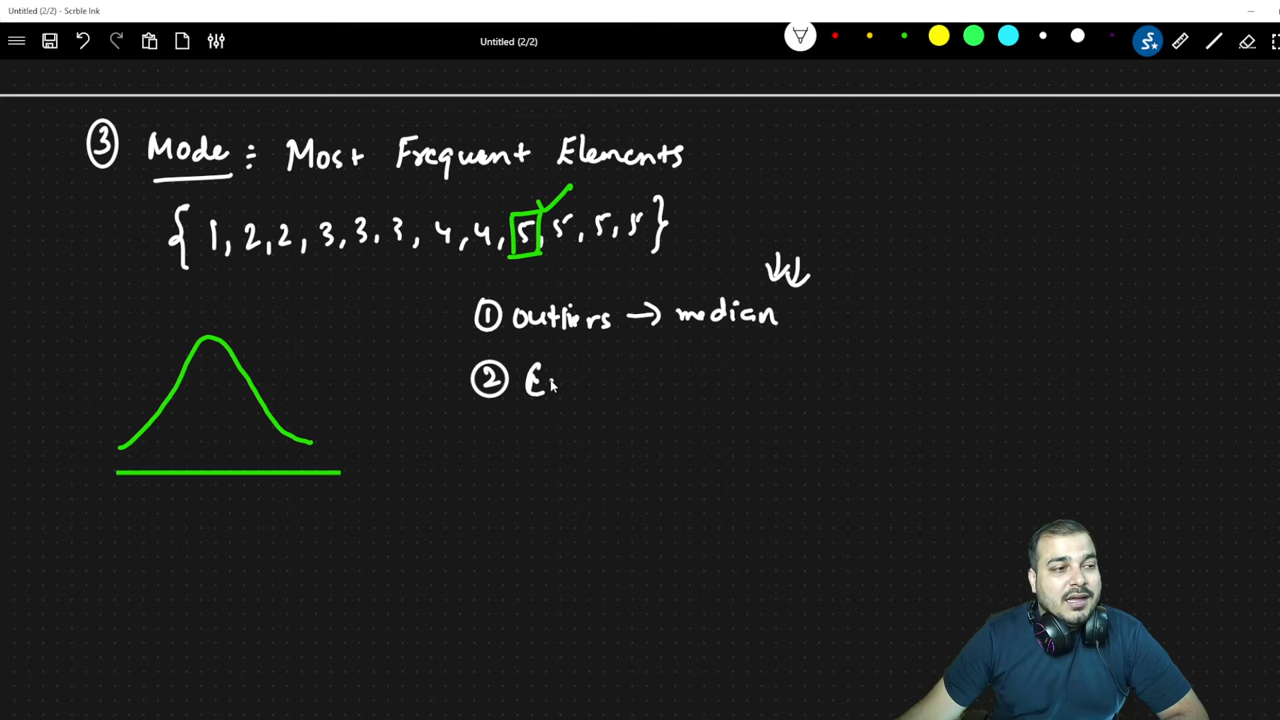 Untitled (2/2) - Scrble Ink
Untitled (2/2)
③ Mode : Most Frequent Elements
{ 1, 2, 2, 3, 3, 3, 4, 4, 5, 5, 5, 5 }
① outliers → median
② E